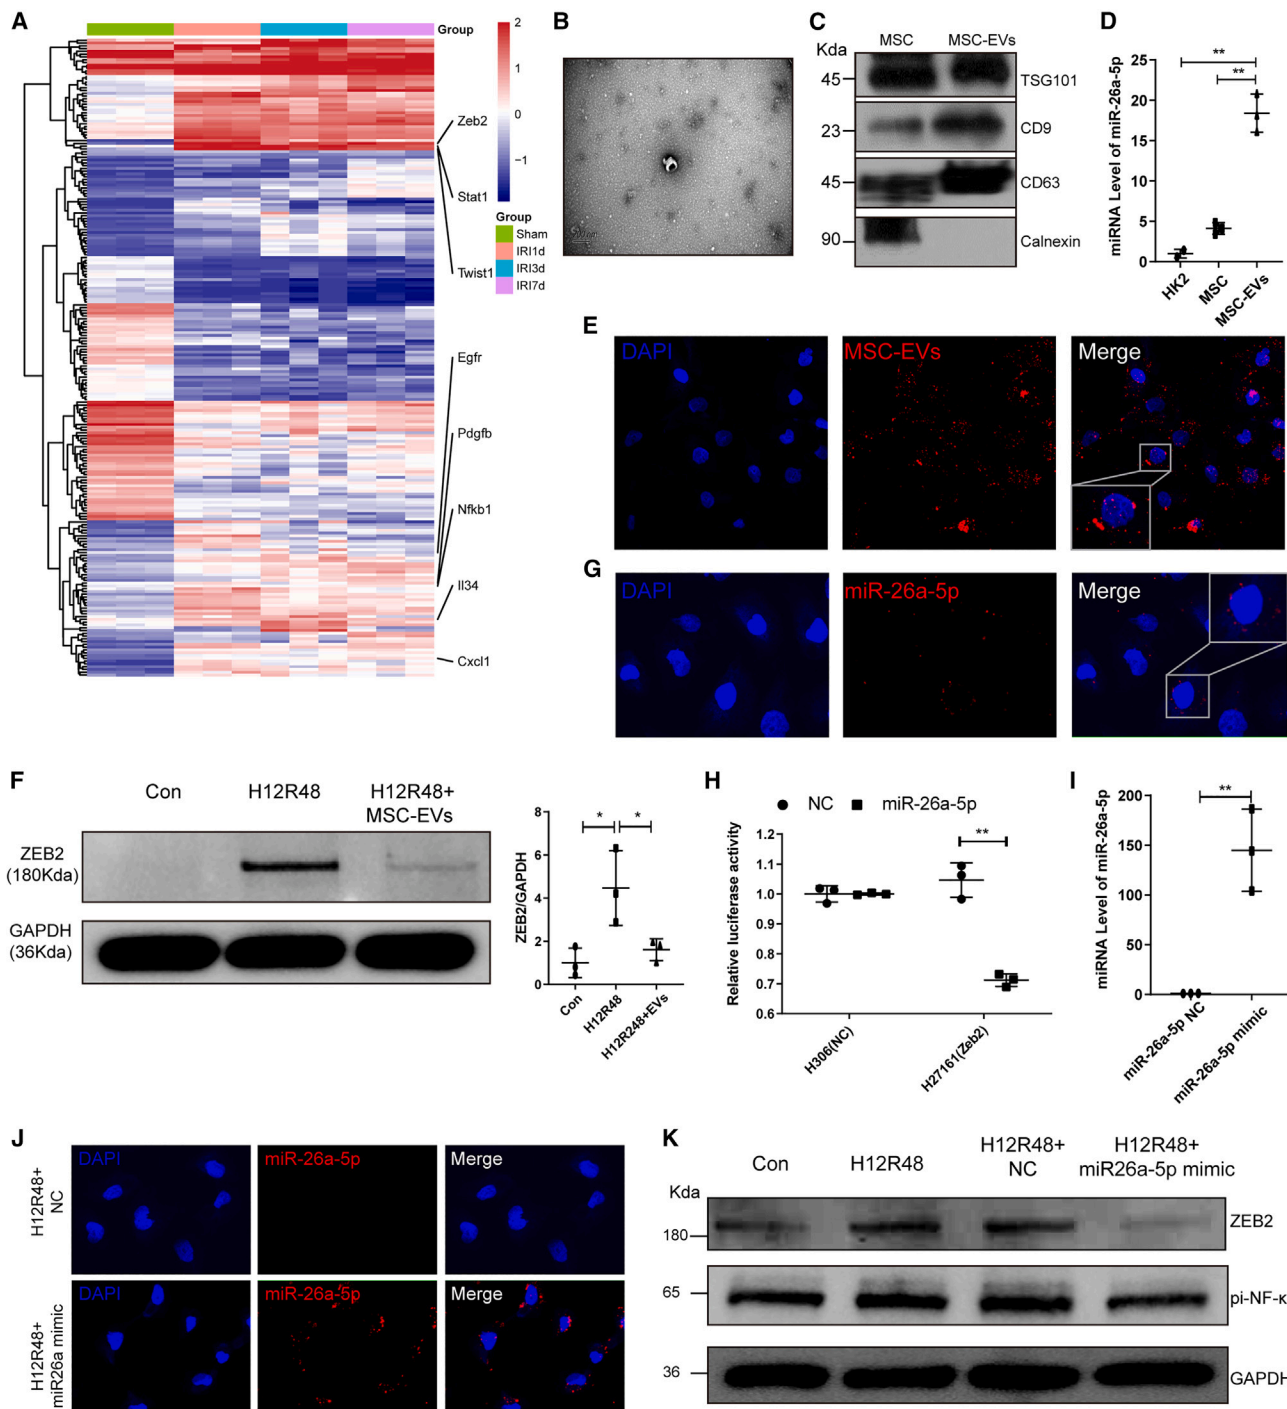 A
Group
2
1
0
−1
Zeb2
Stat1
Twist1
Group
Sham
IRI1d
IRI3d
IRI7d
Egfr
Pdgfb
Nfkb1
Il34
Cxcl1
B
C
Kda MSC MSC-EVs
45 TSG101
23 CD9
45 CD63
90 Calnexin
D
miRNA Level of miR-26a-5p
25
20
15
10
5
0
**
**
HK2
MSC
MSC-EVs
E
DAPI MSC-EVs Merge
G
DAPI miR-26a-5p Merge
F
Con H12R48 H12R48+
MSC-EVs
ZEB2
(180Kda)
GAPDH
(36Kda)
ZEB2/GAPDH
8
6
4
2
0
* *
Con
H12R48
H12R248+EVs
H
NC miR-26a-5p
Relative luciferase activity
1.2
1.1
1.0
0.9
0.8
0.7
0.6
**
H306(NC)
H27161(Zeb2)
I
miRNA Level of miR-26a-5p
200
150
100
50
0
**
miR-26a-5p NC
miR-26a-5p mimic
J
H12R48+
NC
DAPI miR-26a-5p Merge
H12R48+
miR26a mimic
DAPI miR-26a-5p Merge
K
Con H12R48 H12R48+
NC
H12R48+
miR26a-5p mimic
Kda
180 ZEB2
65 pi-NF-κ
36 GAPDH